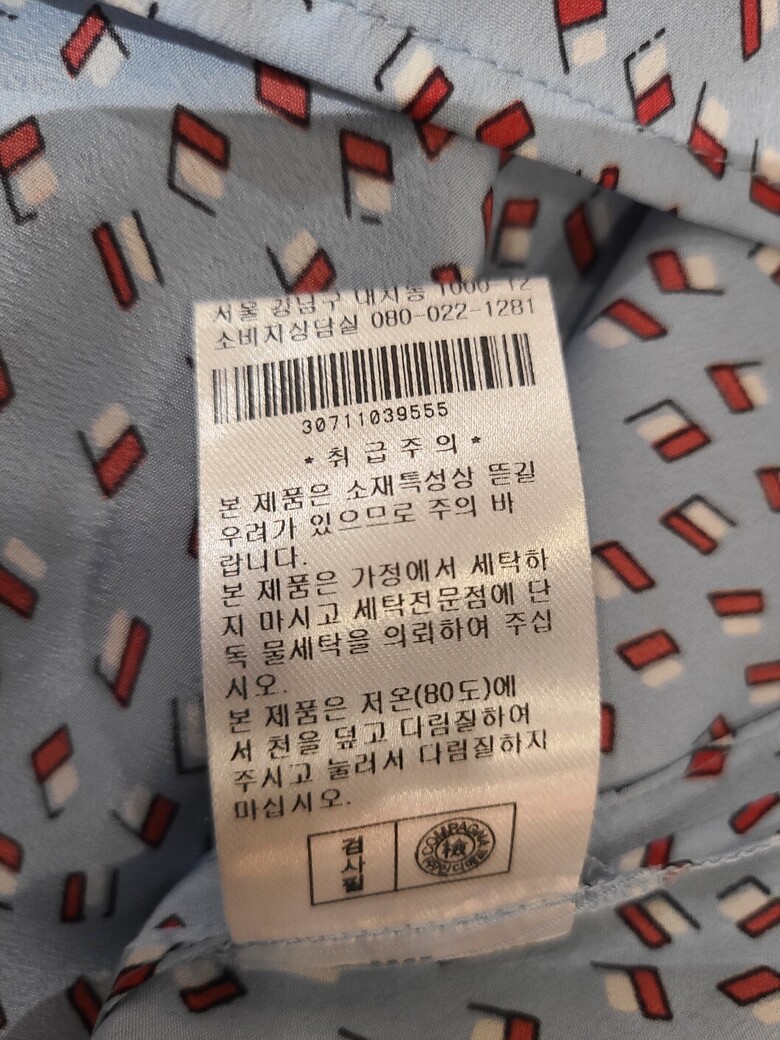 서울 강남구 대치동 1000-12
소비자상담실 080-022-1281
30711039555
*취급주의*
본 제품은 소재특성상 뜯길
우려가 있으므로 주의 바
랍니다.
본 제품은 가정에서 세탁하
지 마시고 세탁전문점에 단
독 물세탁을 의뢰하여 주십
시오.
본 제품은 저온(80도)에
서 천을 덮고 다림질하여
주시고 눌러서 다림질하지
마십시오.
검사필
COMPAGNA
檢